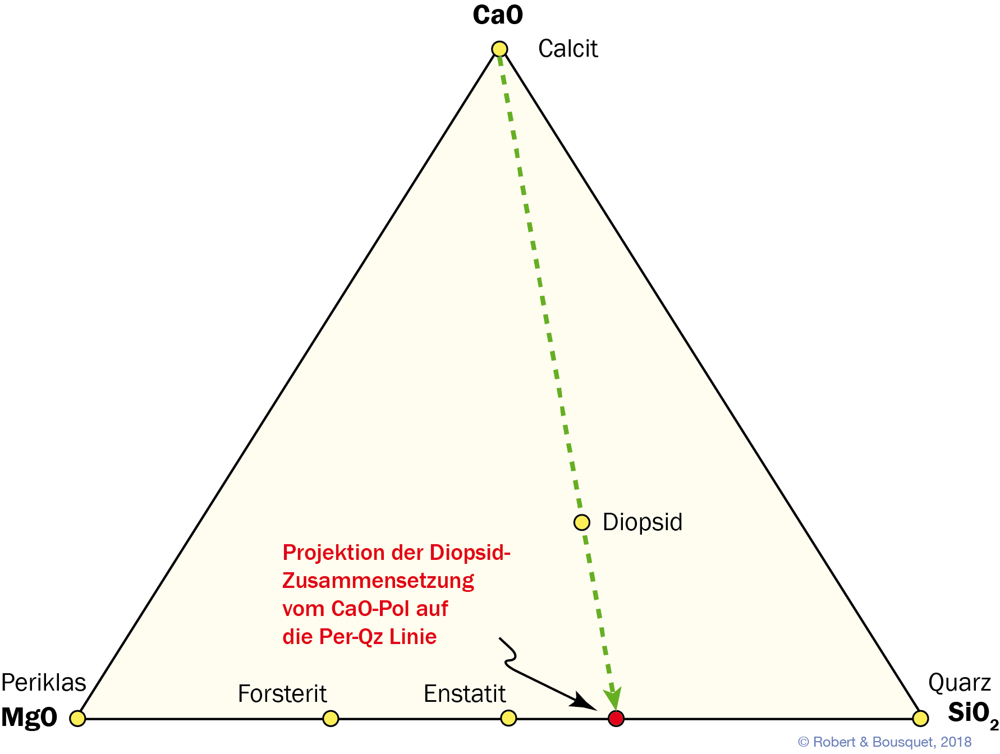 CaO
Calcit
Diopsid
Projektion der Diopsid-
Zusammensetzung
vom CaO-Pol auf
die Per-Qz Linie
Periklas
MgO
Forsterit
Enstatit
Quarz
SiO₂
© Robert & Bousquet, 2018